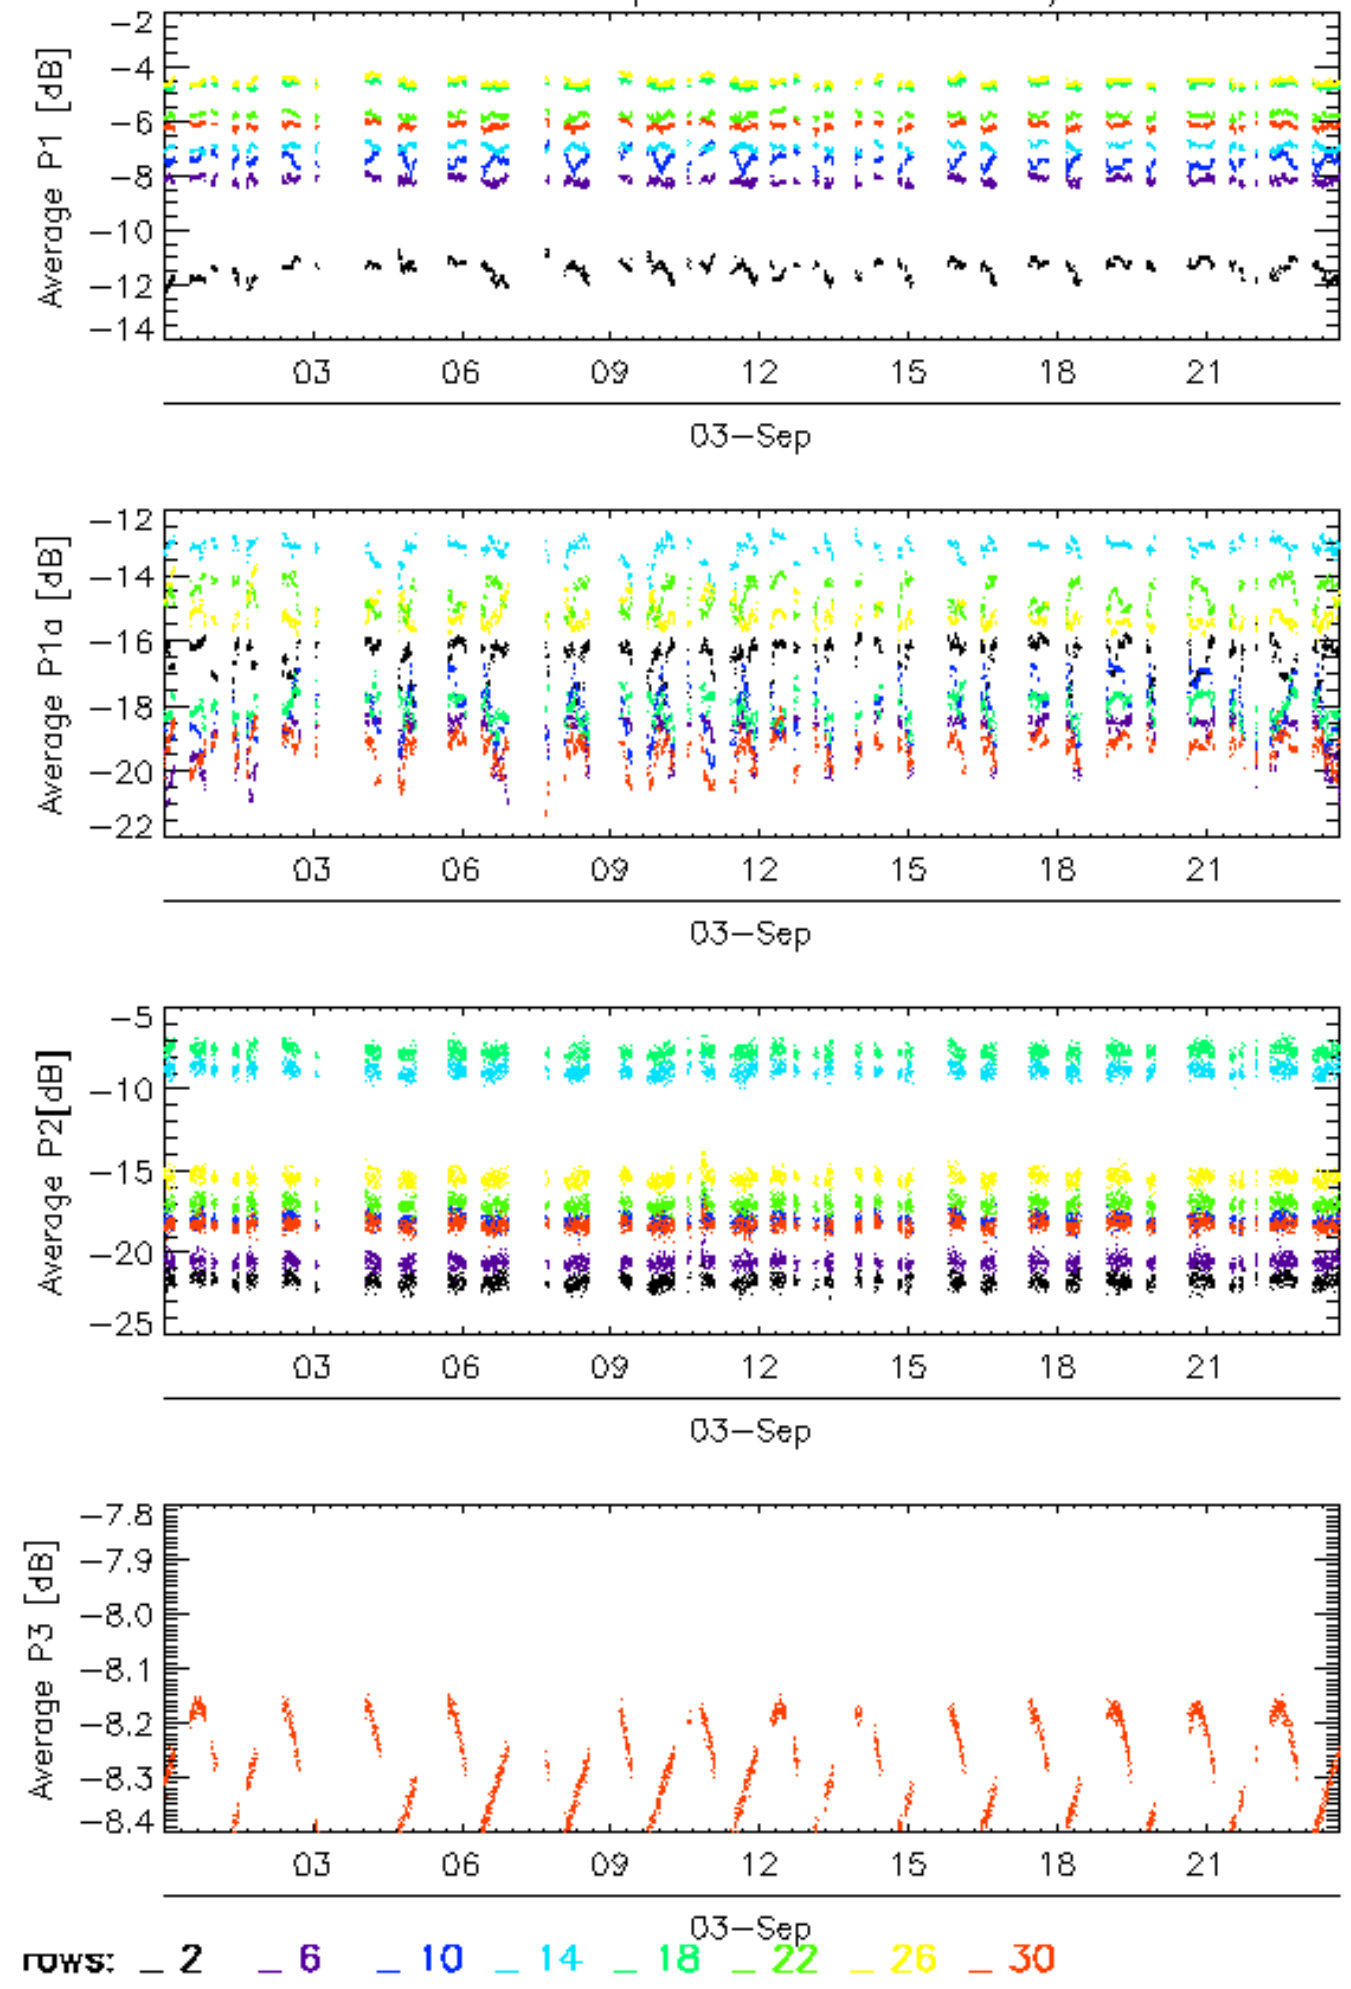 Average P1 [dB]
−2
−4
−6
−8
−10
−12
−14
03 06 09 12 15 18 21
03−Sep
Average P1a [dB]
−12
−14
−16
−18
−20
−22
03 06 09 12 15 18 21
03−Sep
Average P2[dB]
−5
−10
−15
−20
−25
03 06 09 12 15 18 21
03−Sep
Average P3 [dB]
−7.8
−7.9
−8.0
−8.1
−8.2
−8.3
−8.4
03 06 09 12 15 18 21
03−Sep
rows: _ 2 _ 6 _ 10 _ 14 _ 18 _ 22 _ 26 _ 30